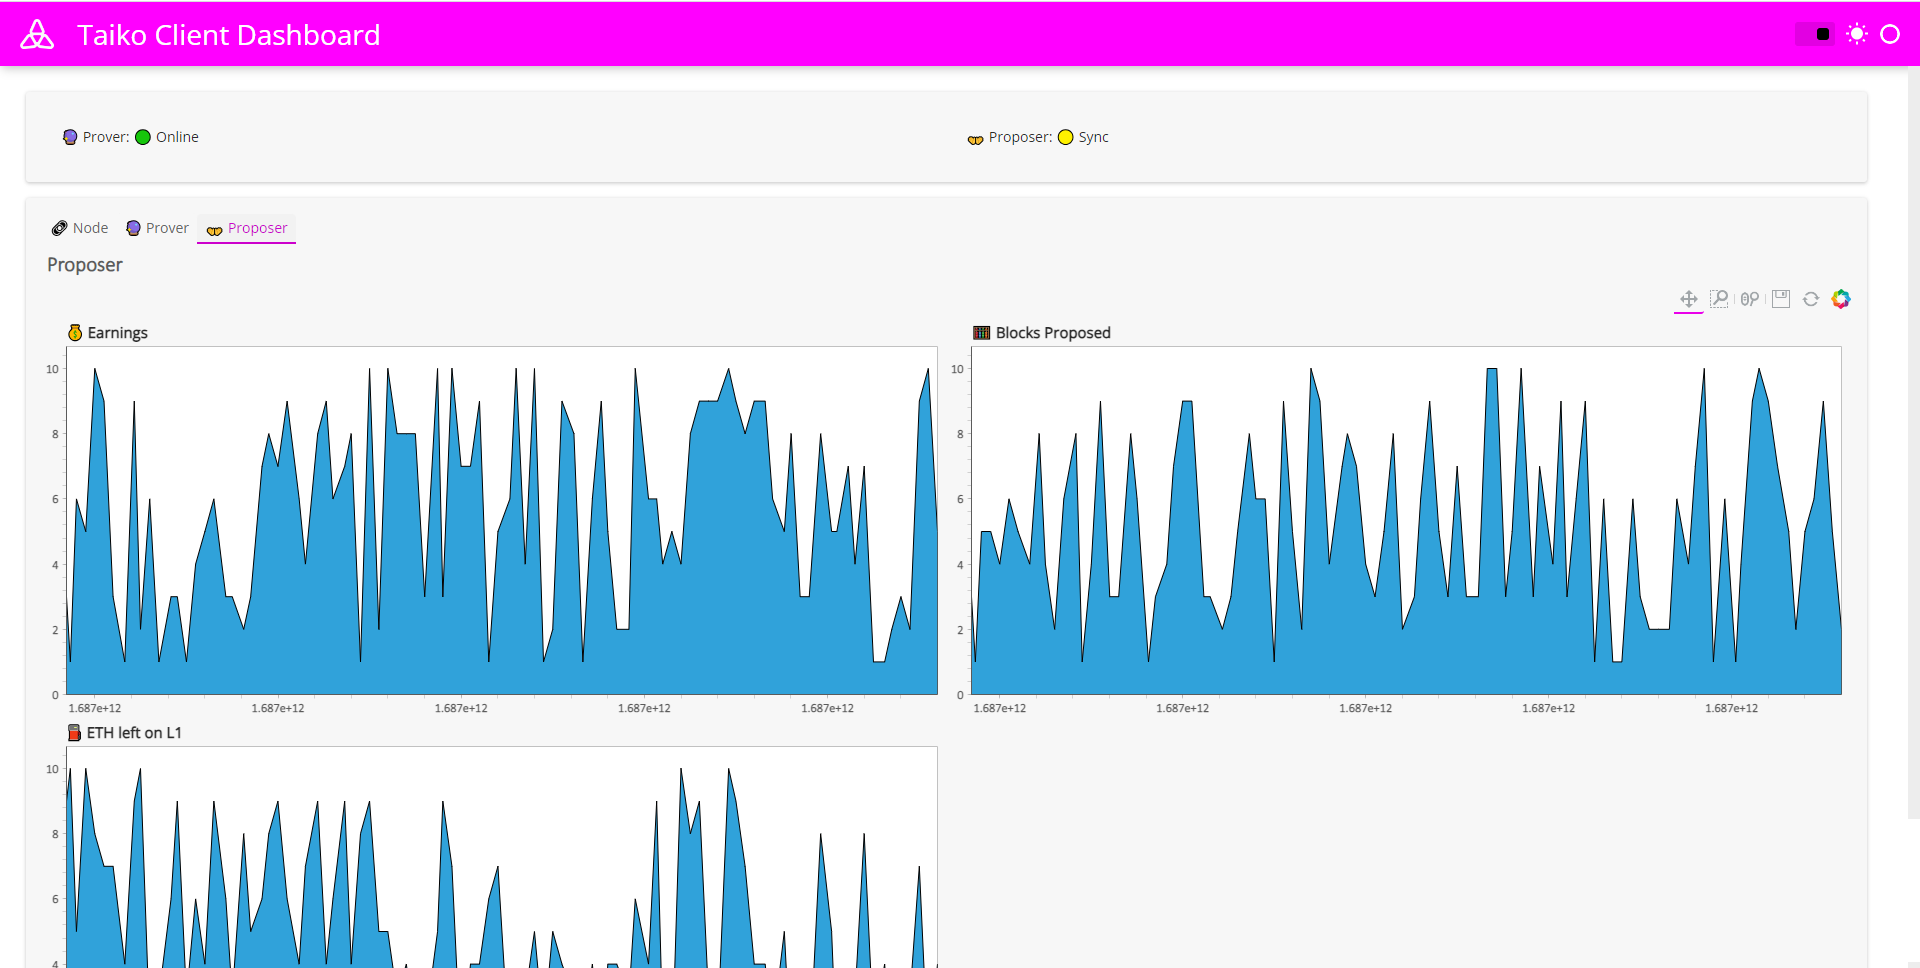 Taiko Client Dashboard
Prover: Online
Proposer: Sync
Node Prover Proposer
Proposer
Earnings
10
8
6
4
2
0
1.687e+12 1.687e+12 1.687e+12 1.687e+12 1.687e+12
Blocks Proposed
10
8
6
4
2
0
1.687e+12 1.687e+12 1.687e+12 1.687e+12 1.687e+12
ETH left on L1
10
8
6
4